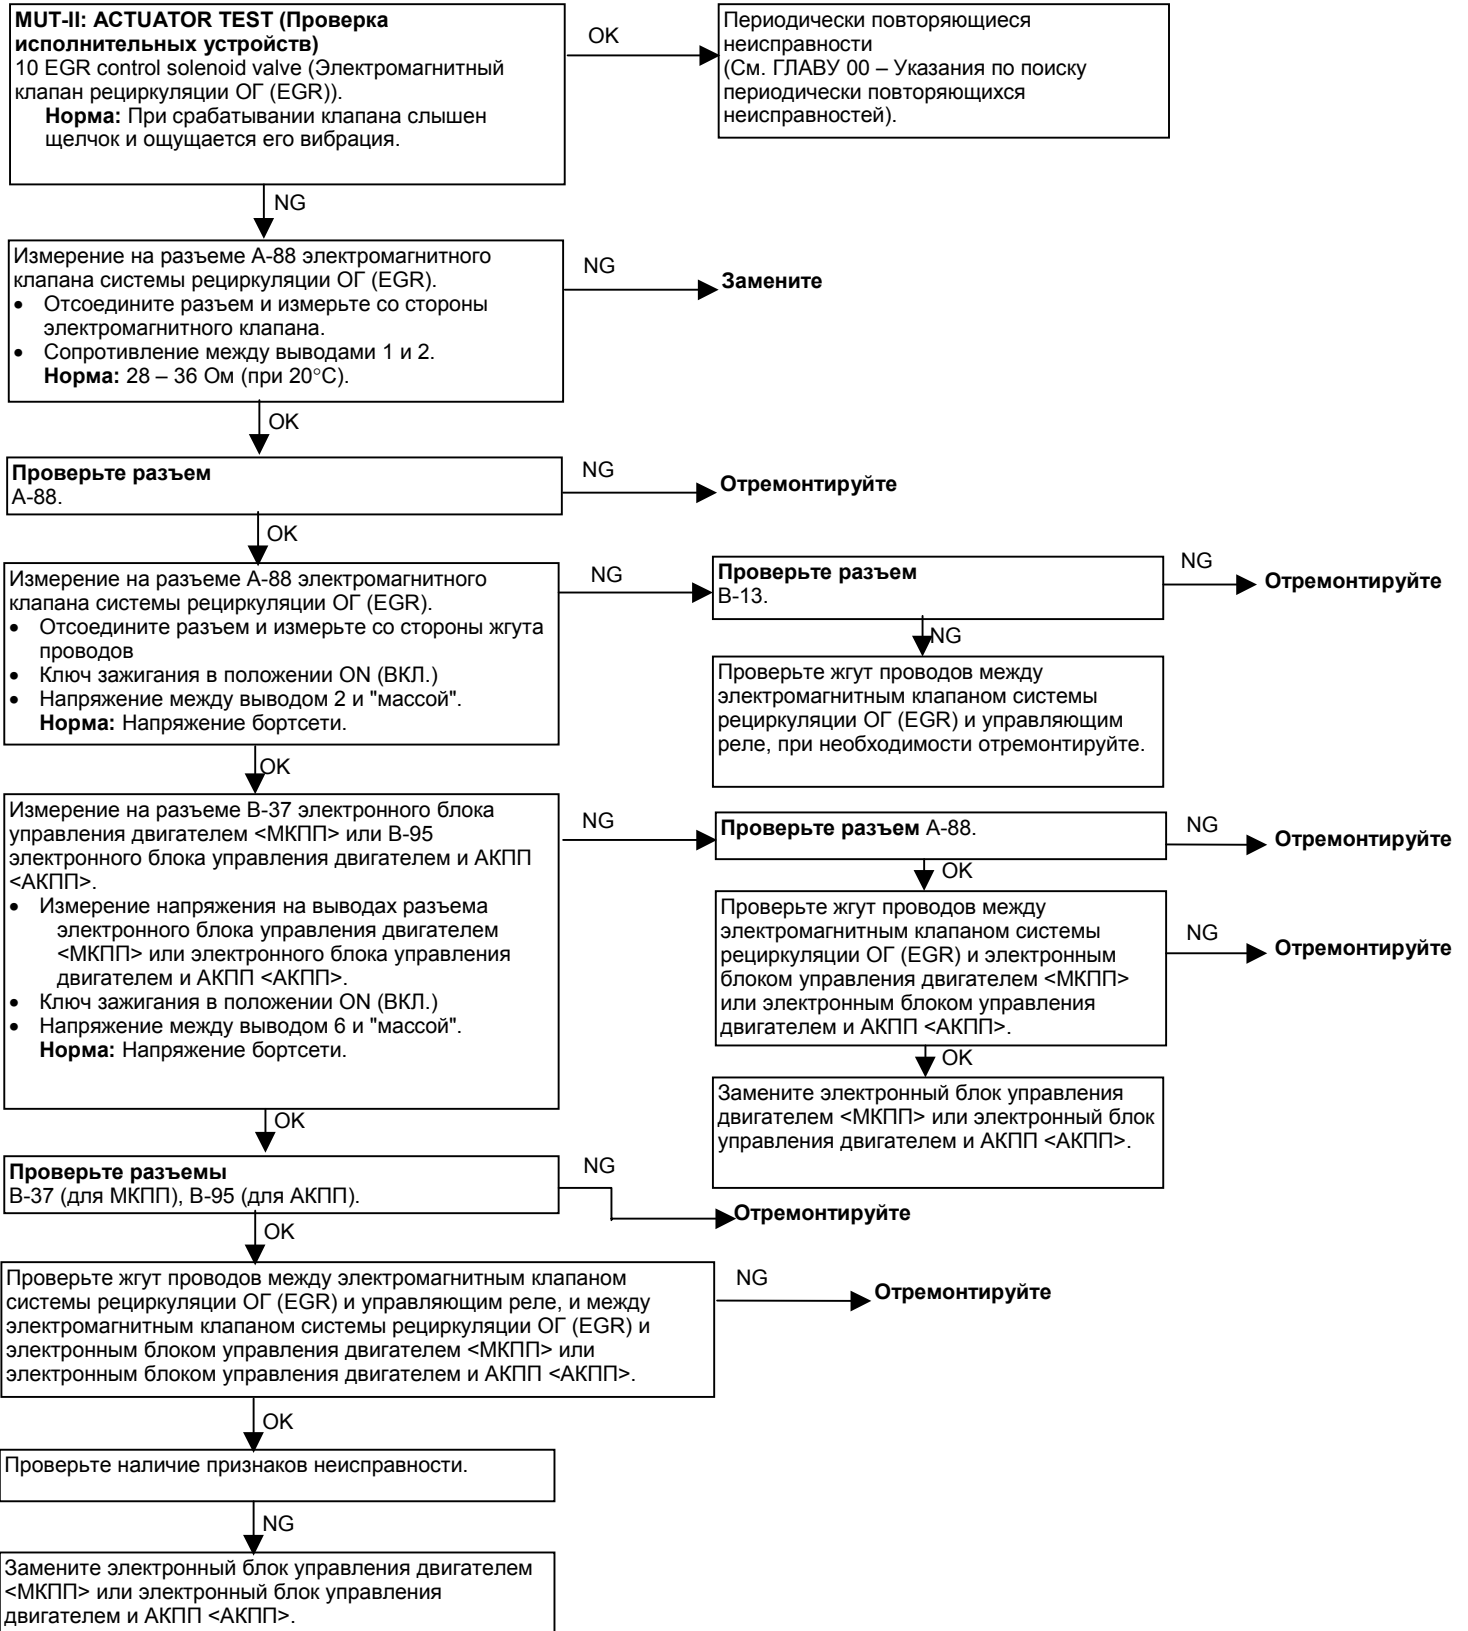 MUT-II: ACTUATOR TEST (Проверка
исполнительных устройств)
10 EGR control solenoid valve (Электромагнитный
клапан рециркуляции ОГ (EGR)).
Норма: При срабатывании клапана слышен
щелчок и ощущается его вибрация.
OK
Периодически повторяющиеся
неисправности
(См. ГЛАВУ 00 – Указания по поиску
периодически повторяющихся
неисправностей).
NG
Измерение на разъеме А-88 электромагнитного
клапана системы рециркуляции ОГ (EGR).
• Отсоедините разъем и измерьте со стороны
электромагнитного клапана.
• Сопротивление между выводами 1 и 2.
Норма: 28 – 36 Ом (при 20°С).
NG
Замените
OK
Проверьте разъем
А-88.
NG
Отремонтируйте
OK
Измерение на разъеме А-88 электромагнитного
клапана системы рециркуляции ОГ (EGR).
• Отсоедините разъем и измерьте со стороны жгута
проводов
• Ключ зажигания в положении ON (ВКЛ.)
• Напряжение между выводом 2 и "массой".
Норма: Напряжение бортсети.
NG
Проверьте разъем
В-13.
NG
Отремонтируйте
NG
Проверьте жгут проводов между
электромагнитным клапаном системы
рециркуляции ОГ (EGR) и управляющим
реле, при необходимости отремонтируйте.
OK
Измерение на разъеме В-37 электронного блока
управления двигателем <МКПП> или В-95
электронного блока управления двигателем и АКПП
<АКПП>.
• Измерение напряжения на выводах разъема
электронного блока управления двигателем
<МКПП> или электронного блока управления
двигателем и АКПП <АКПП>.
• Ключ зажигания в положении ON (ВКЛ.)
• Напряжение между выводом 6 и "массой".
Норма: Напряжение бортсети.
NG
Проверьте разъем А-88.
NG
Отремонтируйте
OK
Проверьте жгут проводов между
электромагнитным клапаном системы
рециркуляции ОГ (EGR) и электронным
блоком управления двигателем <МКПП>
или электронным блоком управления
двигателем и АКПП <АКПП>.
NG
Отремонтируйте
OK
Замените электронный блок управления
двигателем <МКПП> или электронный блок
управления двигателем и АКПП <АКПП>.
OK
Проверьте разъемы
В-37 (для МКПП), В-95 (для АКПП).
NG
Отремонтируйте
OK
Проверьте жгут проводов между электромагнитным клапаном
системы рециркуляции ОГ (EGR) и управляющим реле, и между
электромагнитным клапаном системы рециркуляции ОГ (EGR) и
электронным блоком управления двигателем <МКПП> или
электронным блоком управления двигателем и АКПП <АКПП>.
NG
Отремонтируйте
OK
Проверьте наличие признаков неисправности.
NG
Замените электронный блок управления двигателем
<МКПП> или электронный блок управления
двигателем и АКПП <АКПП>.